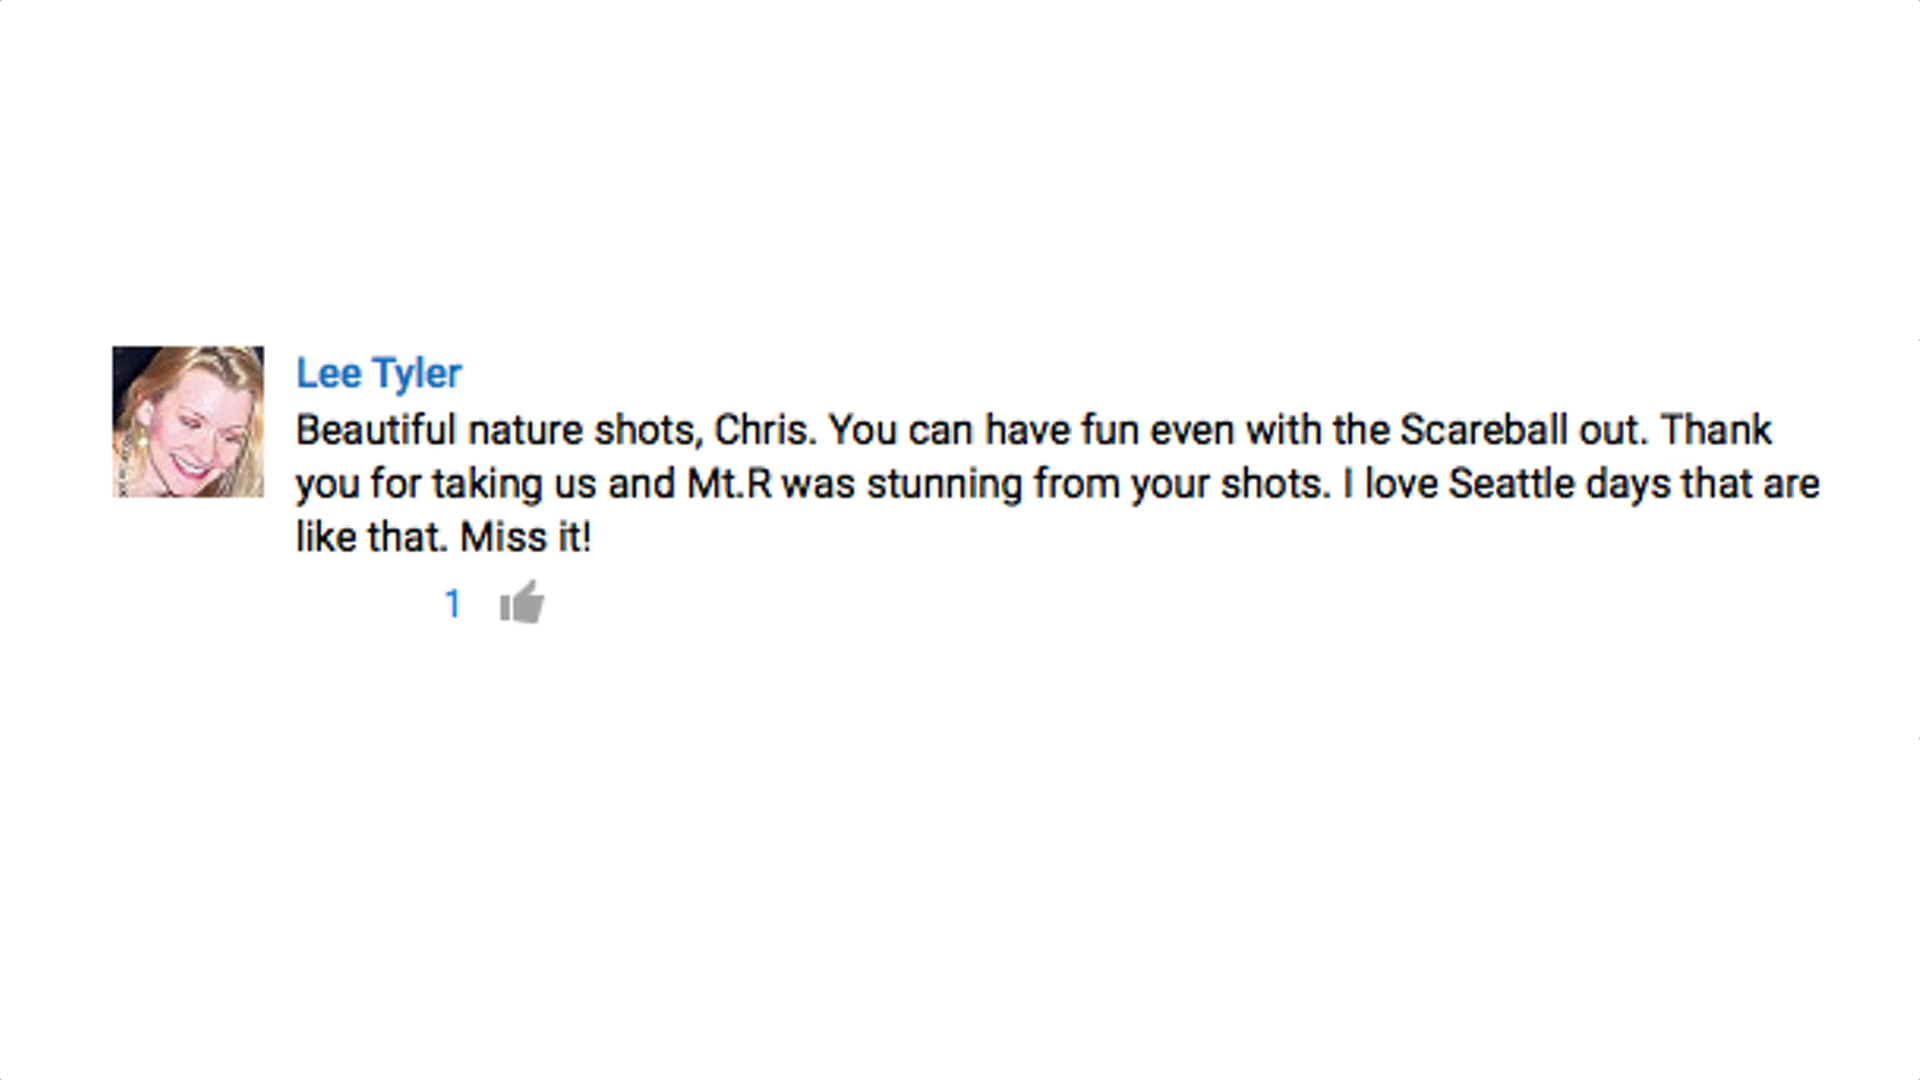 Lee Tyler
Beautiful nature shots, Chris. You can have fun even with the Scareball out. Thank
you for taking us and Mt.R was stunning from your shots. I love Seattle days that are
like that. Miss it!
1